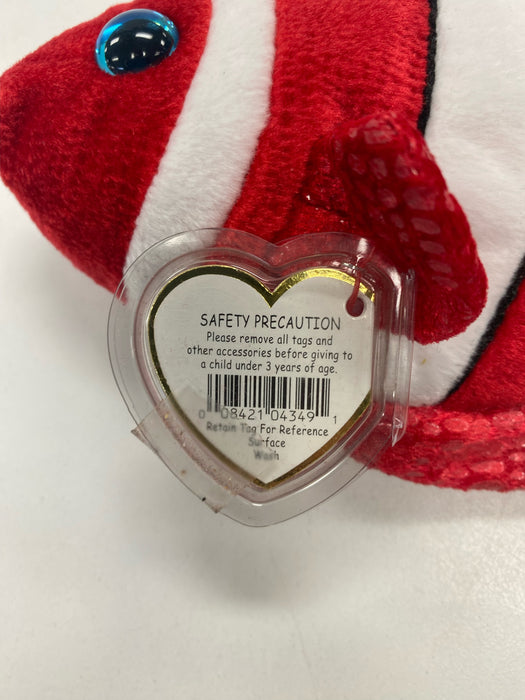 SAFETY PRECAUTION
Please remove all tags and
other accessories before giving to
a child under 3 years of age.
0 08421 04349 1
Retain Tag For Reference
Surface
Wash